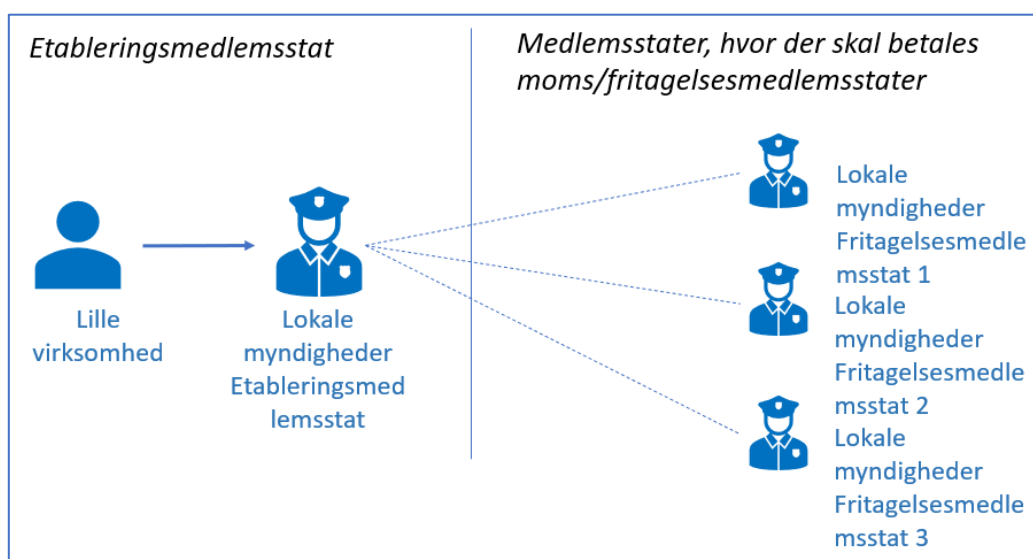 Etableringsmedlemsstat
Medlemsstater, hvor der skal betales
moms/fritagelsesmedlemsstater
Lille
virksomhed
Lokale
myndigheder
Etableringsmed
lemsstat
Lokale
myndigheder
Fritagelsesmedle
msstat 1
Lokale
myndigheder
Fritagelsesmedle
msstat 2
Lokale
myndigheder
Fritagelsesmedle
msstat 3